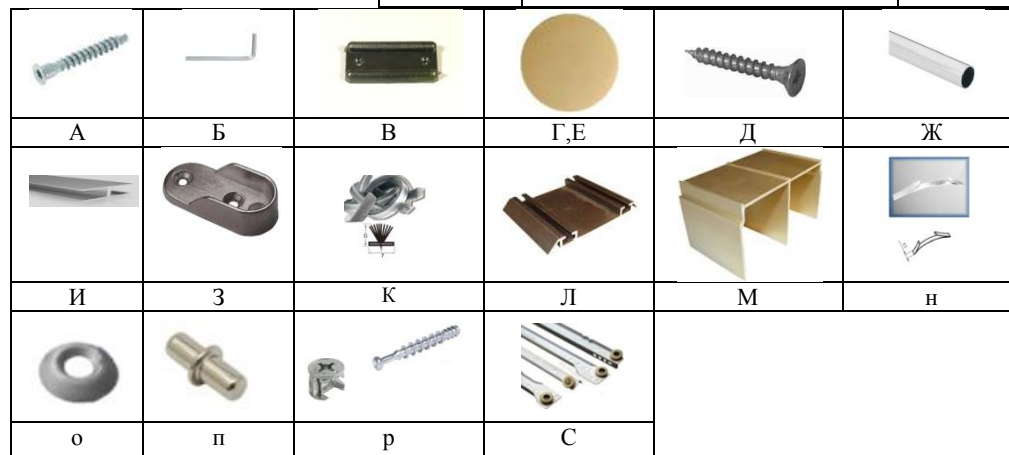 А Б В Г,Е Д Ж
И З К Л М н
о п р С